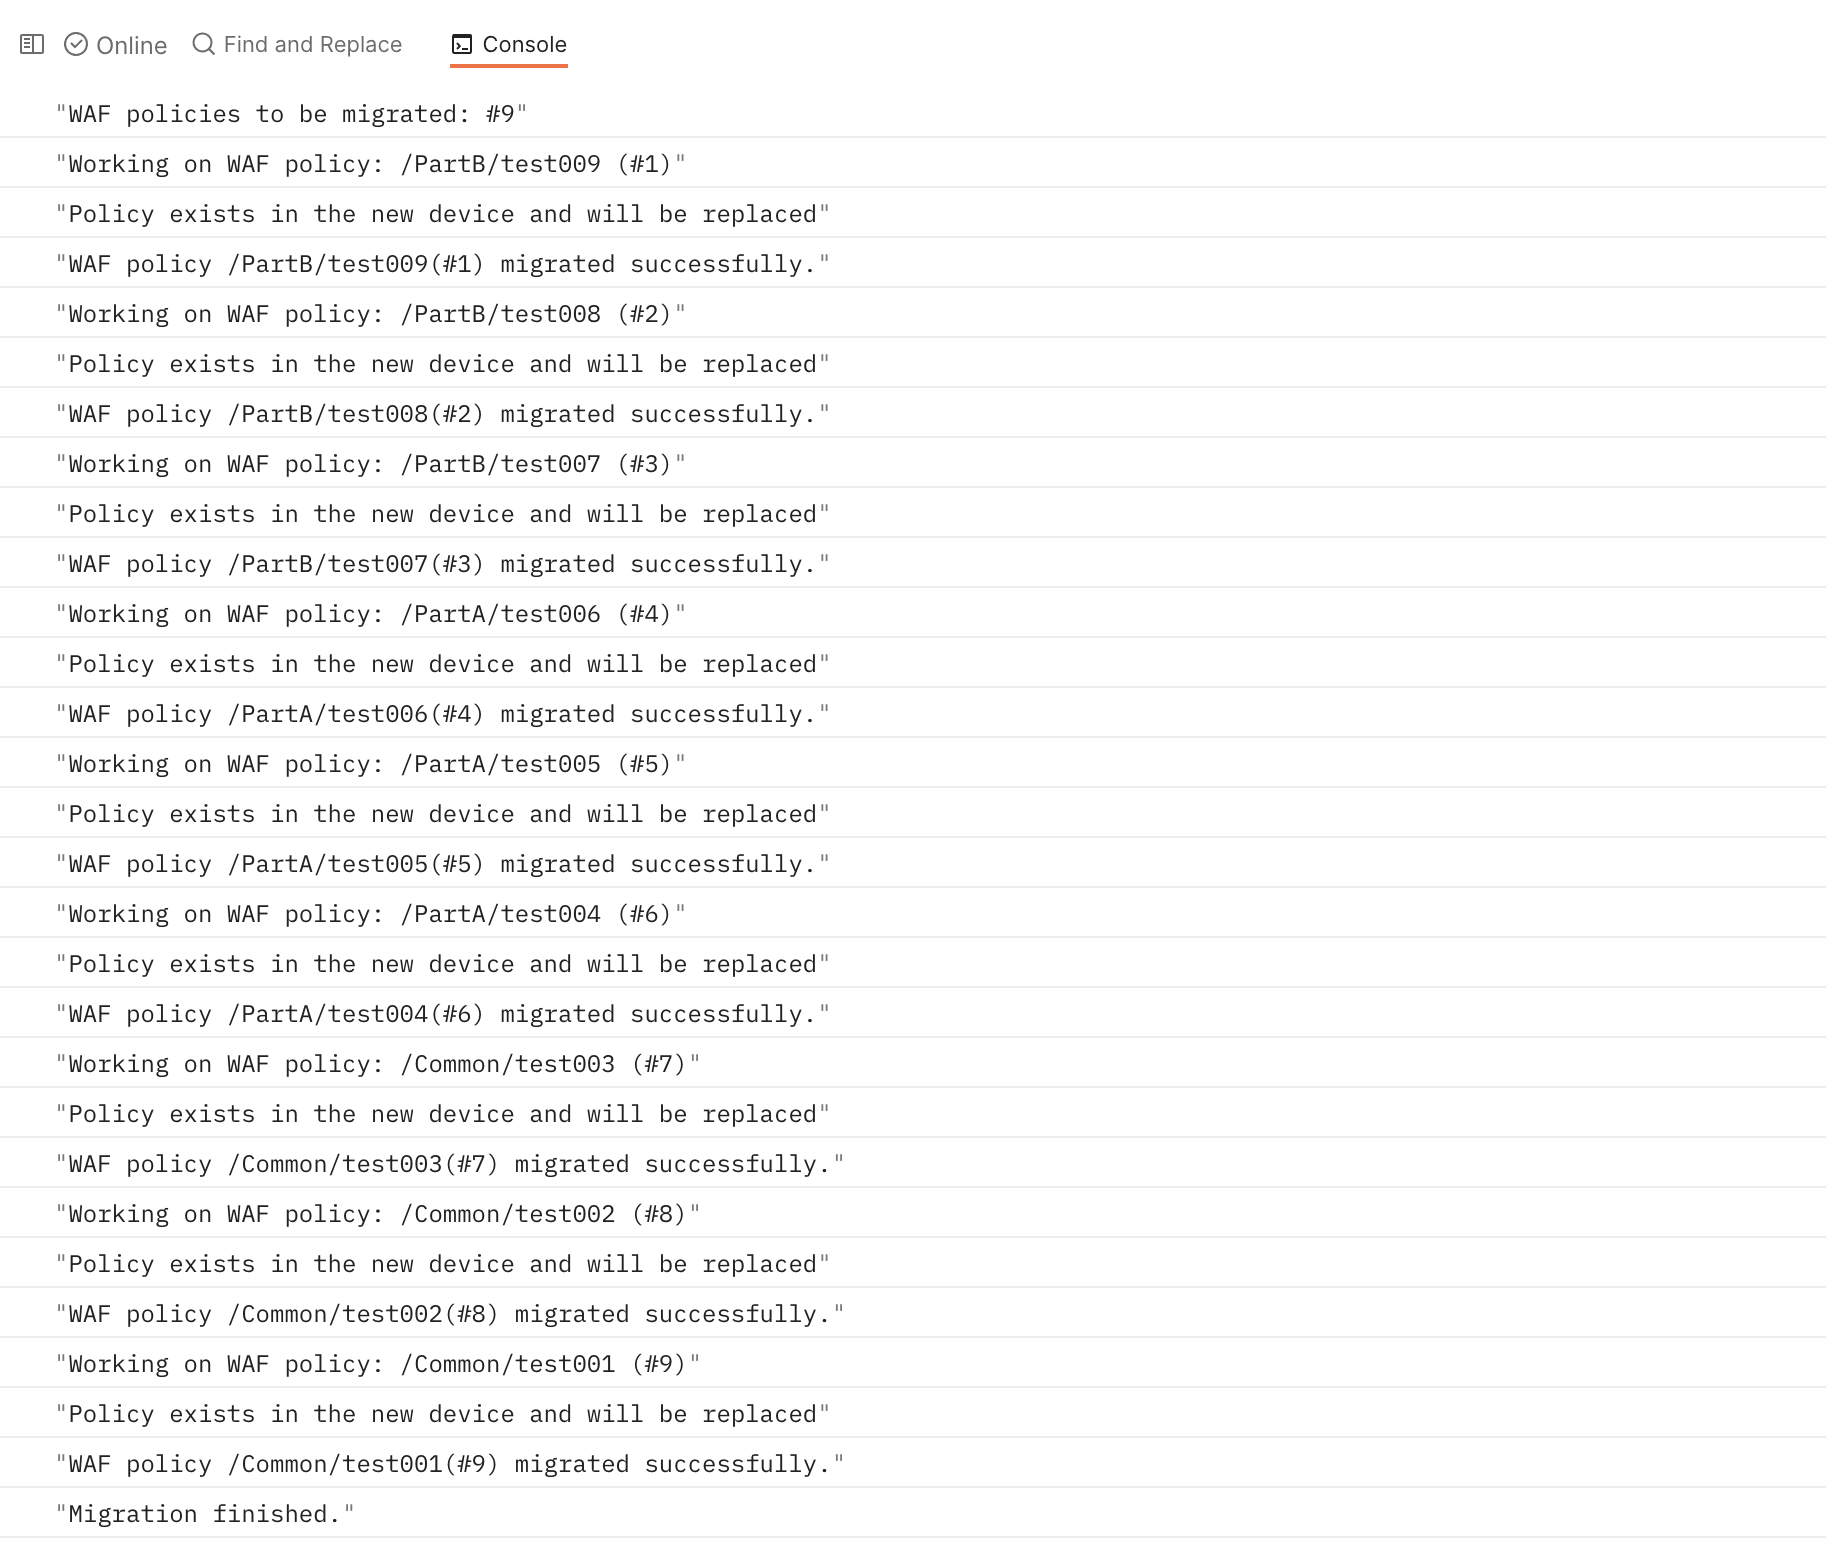 Online Find and Replace Console
"WAF policies to be migrated: #9"
"Working on WAF policy: /PartB/test009 (#1)"
"Policy exists in the new device and will be replaced"
"WAF policy /PartB/test009(#1) migrated successfully."
"Working on WAF policy: /PartB/test008 (#2)"
"Policy exists in the new device and will be replaced"
"WAF policy /PartB/test008(#2) migrated successfully."
"Working on WAF policy: /PartB/test007 (#3)"
"Policy exists in the new device and will be replaced"
"WAF policy /PartB/test007(#3) migrated successfully."
"Working on WAF policy: /PartA/test006 (#4)"
"Policy exists in the new device and will be replaced"
"WAF policy /PartA/test006(#4) migrated successfully."
"Working on WAF policy: /PartA/test005 (#5)"
"Policy exists in the new device and will be replaced"
"WAF policy /PartA/test005(#5) migrated successfully."
"Working on WAF policy: /PartA/test004 (#6)"
"Policy exists in the new device and will be replaced"
"WAF policy /PartA/test004(#6) migrated successfully."
"Working on WAF policy: /Common/test003 (#7)"
"Policy exists in the new device and will be replaced"
"WAF policy /Common/test003(#7) migrated successfully."
"Working on WAF policy: /Common/test002 (#8)"
"Policy exists in the new device and will be replaced"
"WAF policy /Common/test002(#8) migrated successfully."
"Working on WAF policy: /Common/test001 (#9)"
"Policy exists in the new device and will be replaced"
"WAF policy /Common/test001(#9) migrated successfully."
"Migration finished."